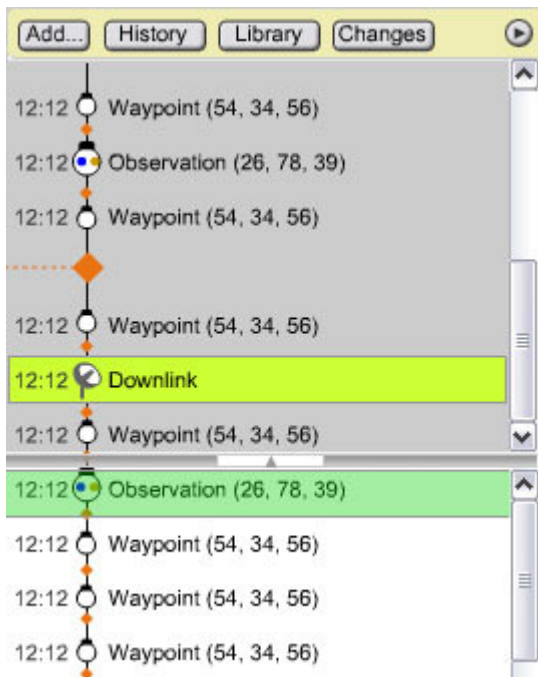 Add... History Library Changes
12:12 Waypoint (54, 34, 56)
12:12 Observation (26, 78, 39)
12:12 Waypoint (54, 34, 56)
12:12 Waypoint (54, 34, 56)
12:12 Downlink
12:12 Waypoint (54, 34, 56)
12:12 Observation (26, 78, 39)
12:12 Waypoint (54, 34, 56)
12:12 Waypoint (54, 34, 56)
12:12 Waypoint (54, 34, 56)